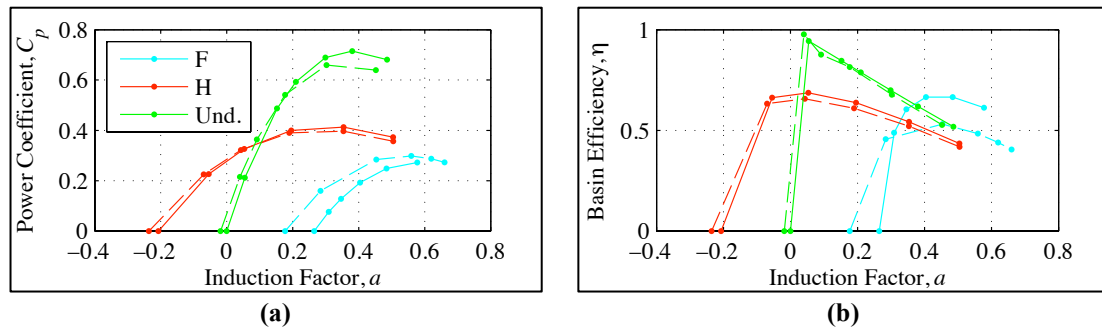 Power Coefficient, C_p
0.8
0.6
0.4
0.2
0
F
H
Und.
−0.4 −0.2 0 0.2 0.4 0.6 0.8
Induction Factor, a
(a)
Basin Efficiency, η
1
0.5
0
−0.4 −0.2 0 0.2 0.4 0.6 0.8
Induction Factor, a
(b)